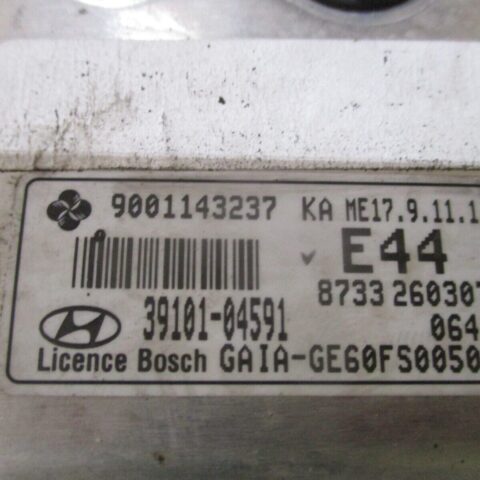 9001143237 KA ME17.9.11.1
E44
8733 260307
39101-04591 064
Licence Bosch GAIA-GE60FS0050